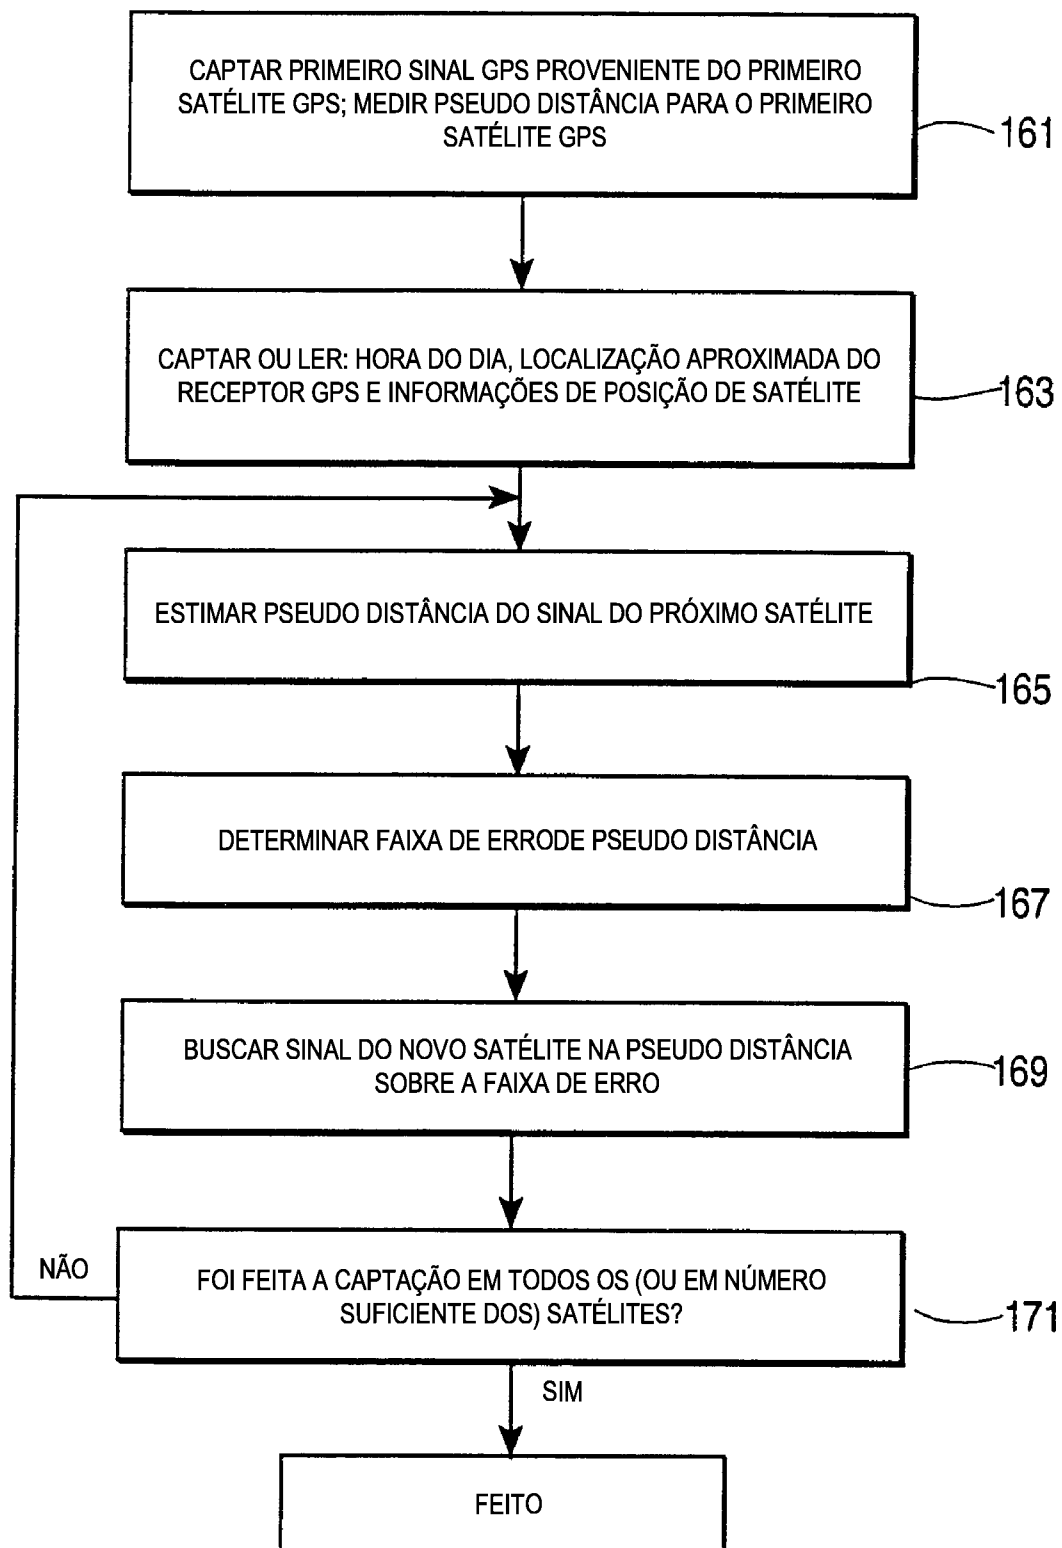 CAPTAR PRIMEIRO SINAL GPS PROVENIENTE DO PRIMEIRO
SATÉLITE GPS; MEDIR PSEUDO DISTÂNCIA PARA O PRIMEIRO
SATÉLITE GPS
161
CAPTAR OU LER: HORA DO DIA, LOCALIZAÇÃO APROXIMADA DO
RECEPTOR GPS E INFORMAÇÕES DE POSIÇÃO DE SATÉLITE
163
ESTIMAR PSEUDO DISTÂNCIA DO SINAL DO PRÓXIMO SATÉLITE
165
DETERMINAR FAIXA DE ERRODE PSEUDO DISTÂNCIA
167
BUSCAR SINAL DO NOVO SATÉLITE NA PSEUDO DISTÂNCIA
SOBRE A FAIXA DE ERRO
169
NÃO
FOI FEITA A CAPTAÇÃO EM TODOS OS (OU EM NÚMERO
SUFICIENTE DOS) SATÉLITES?
171
SIM
FEITO